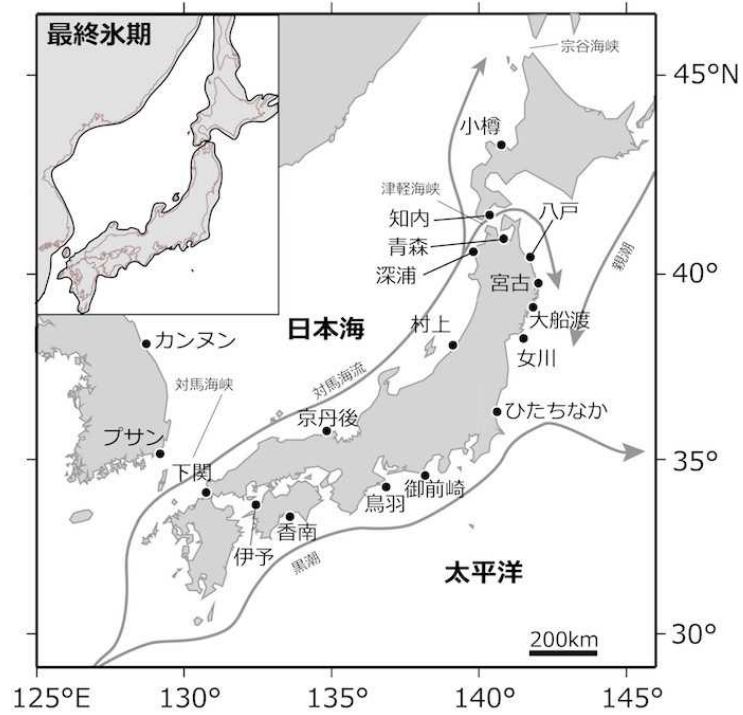 最終氷期
宗谷海峡
45°N
小樽
津軽海峡
知内
八戸
青森
親潮
深浦
40°
宮古
日本海
村上
大船渡
カンヌン
女川
対馬海流
対馬海峡
京丹後
ひたちなか
プサン
35°
下関
鳥羽
御前崎
香南
伊予
黒潮
太平洋
200km
30°
125°E
130°
135°
140°
145°